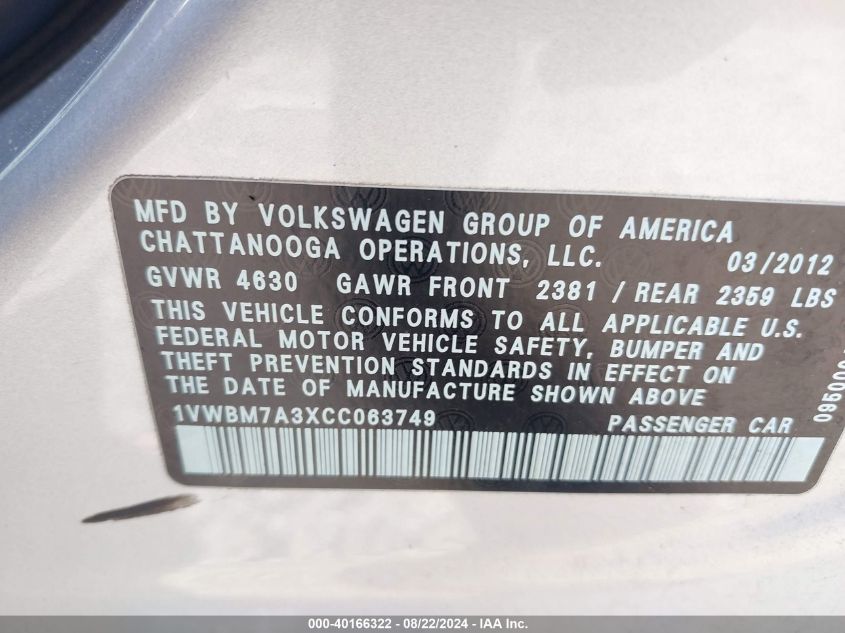 MFD BY VOLKSWAGEN GROUP OF AMERICA
CHATTANOOGA OPERATIONS, LLC. 03/2012
GVWR 4630 GAWR FRONT 2381 / REAR 2359 LBS
THIS VEHICLE CONFORMS TO ALL APPLICABLE U.S.
FEDERAL MOTOR VEHICLE SAFETY, BUMPER AND
THEFT PREVENTION STANDARDS IN EFFECT ON
THE DATE OF MANUFACTURE SHOWN ABOVE
1VWBM7A3XCC063749 PASSENGER CAR
000-40166322 - 08/22/2024 - IAA Inc.